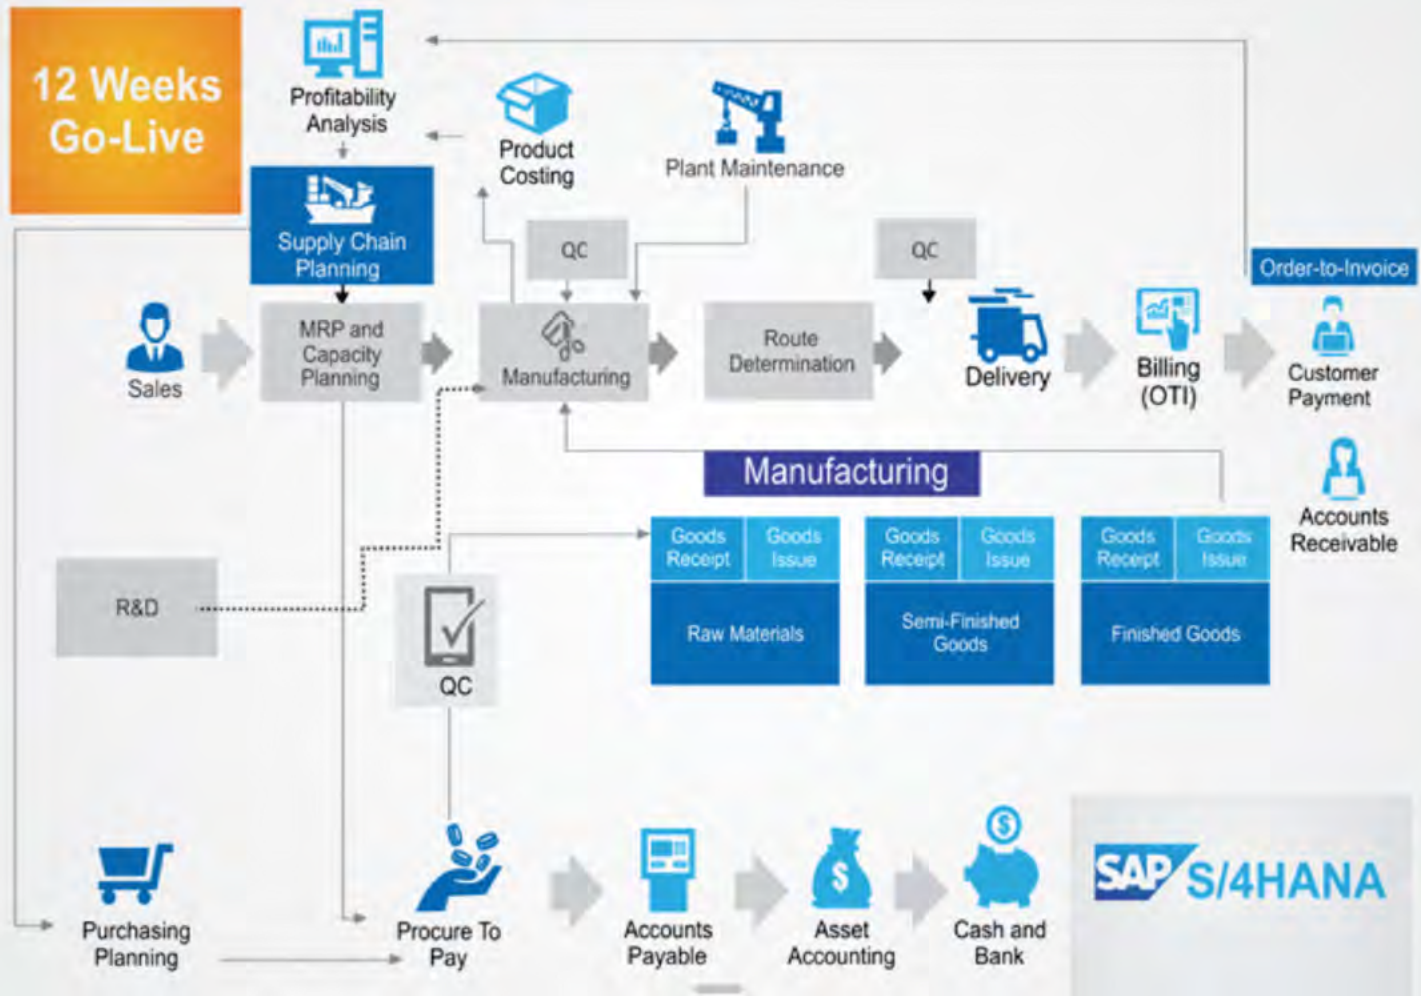 12 Weeks
Go-Live
Profitability
Analysis
Product
Costing
Plant Maintenance
Supply Chain
Planning
QC
QC
Order-to-Invoice
Sales
MRP and
Capacity
Planning
Manufacturing
Route
Determination
Delivery
Billing
(OTI)
Customer
Payment
Manufacturing
Accounts
Receivable
Goods
Receipt
Goods
Issue
Goods
Receipt
Goods
Issue
Goods
Receipt
Goods
Issue
R&D
Raw Materials
Semi-Finished
Goods
Finished Goods
QC
SAP S/4HANA
Purchasing
Planning
Procure To
Pay
Accounts
Payable
Asset
Accounting
Cash and
Bank